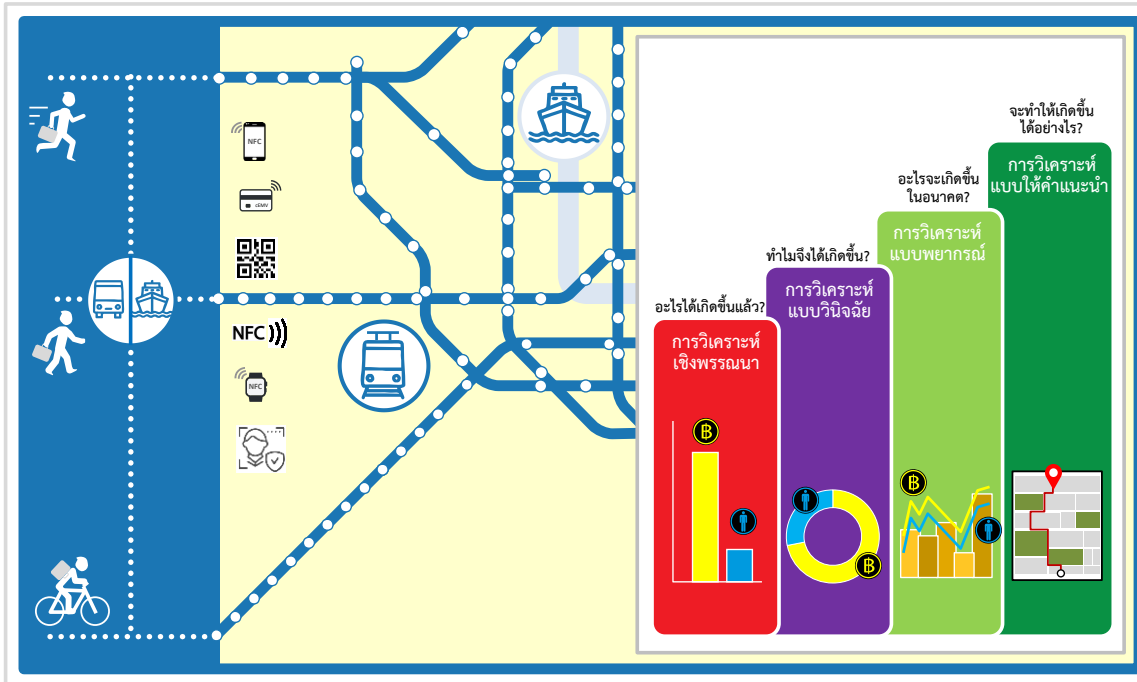 NFC
cEMV
NFC
NFC
อะไรได้เกิดขึ้นแล้ว?
การวิเคราะห์
เชิงพรรณนา
฿
ทำไมจึงได้เกิดขึ้น?
การวิเคราะห์
แบบวินิจฉัย
฿
อะไรจะเกิดขึ้น
ในอนาคต?
การวิเคราะห์
แบบพยากรณ์
฿
จะทำให้เกิดขึ้น
ได้อย่างไร?
การวิเคราะห์
แบบให้คำแนะนำ